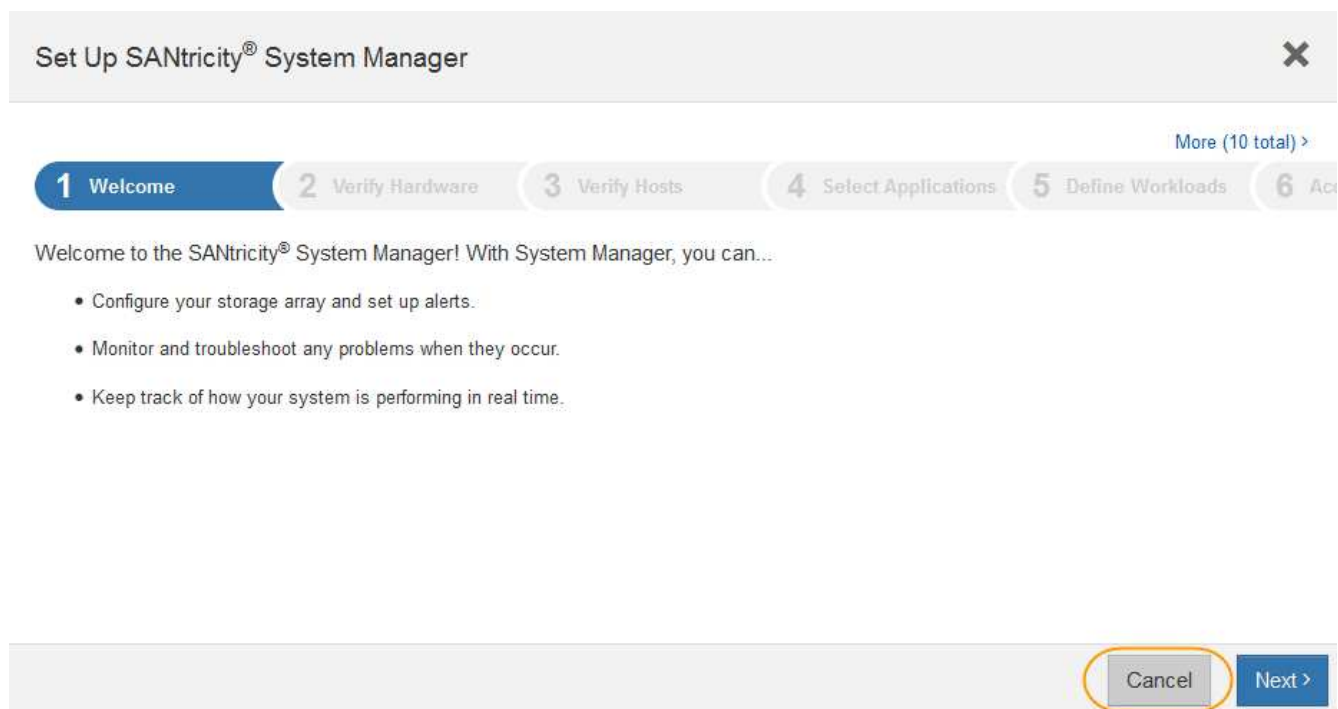 Set Up SANtricity® System Manager
More (10 total) >
1 Welcome 2 Verify Hardware 3 Verify Hosts 4 Select Applications 5 Define Workloads 6
Welcome to the SANtricity® System Manager! With System Manager, you can...
• Configure your storage array and set up alerts.
• Monitor and troubleshoot any problems when they occur.
• Keep track of how your system is performing in real time.
Cancel Next >